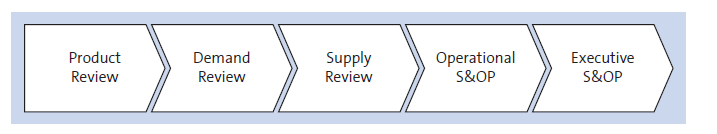 Product
Review
Demand
Review
Supply
Review
Operational
S&OP
Executive
S&OP